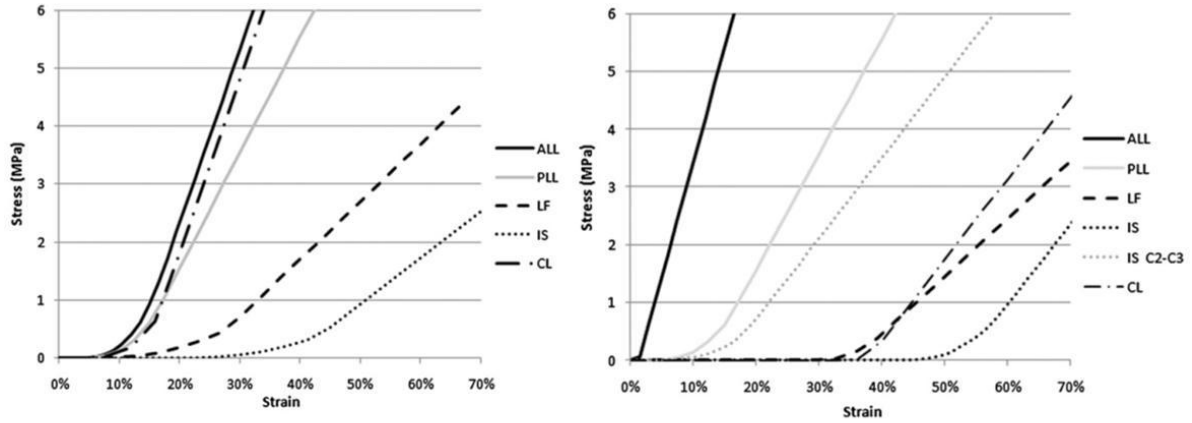 6
5
4
3
2
1
0
Stress (MPa)
0% 10% 20% 30% 40% 50% 60% 70%
Strain
ALL
PLL
LF
IS
CL
6
5
4
3
2
1
0
Stress (MPa)
0% 10% 20% 30% 40% 50% 60% 70%
Strain
ALL
PLL
LF
IS
IS C2-C3
CL